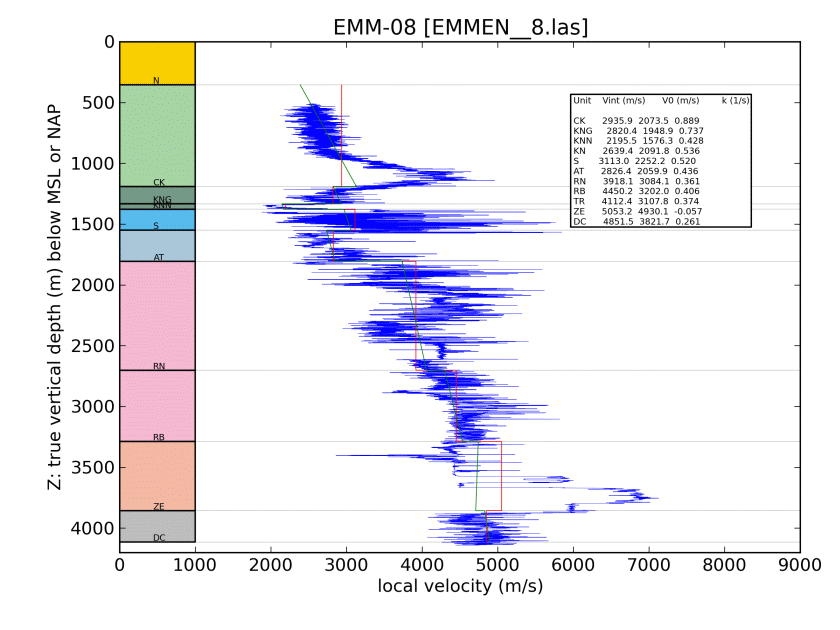 EMM-08 [EMMEN__8.las]
Z: true vertical depth (m) below MSL or NAP
0
500
1000
1500
2000
2500
3000
3500
4000
N
CK
KNG
KNN
S
AT
RN
RB
ZE
DC
Unit Vint (m/s) V0 (m/s) k (1/s)
CK 2935.9 2073.5 0.889
KNG 2820.4 1948.9 0.737
KNN 2195.5 1576.3 0.428
KN 2639.4 2091.8 0.536
S 3113.0 2252.2 0.520
AT 2826.4 2059.9 0.436
RN 3918.1 3084.1 0.361
RB 4450.2 3202.0 0.406
TR 4112.4 3107.8 0.374
ZE 5053.2 4930.1 -0.057
DC 4851.5 3821.7 0.261
0 1000 2000 3000 4000 5000 6000 7000 8000 9000
local velocity (m/s)